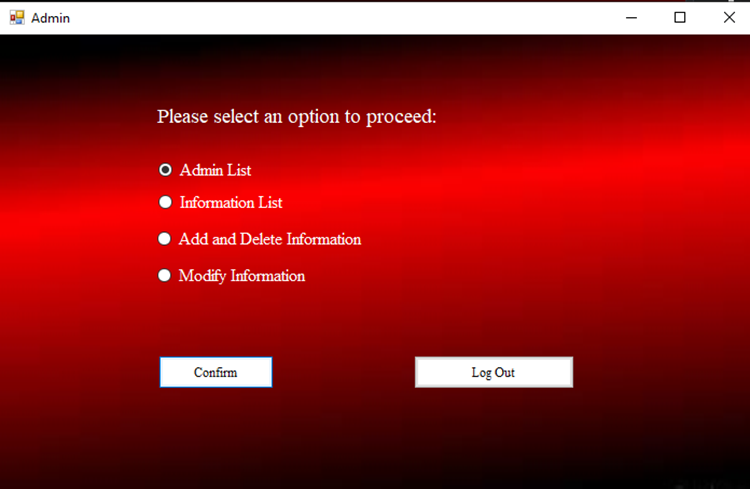 Admin
Please select an option to proceed:
Admin List
Information List
Add and Delete Information
Modify Information
Confirm
Log Out